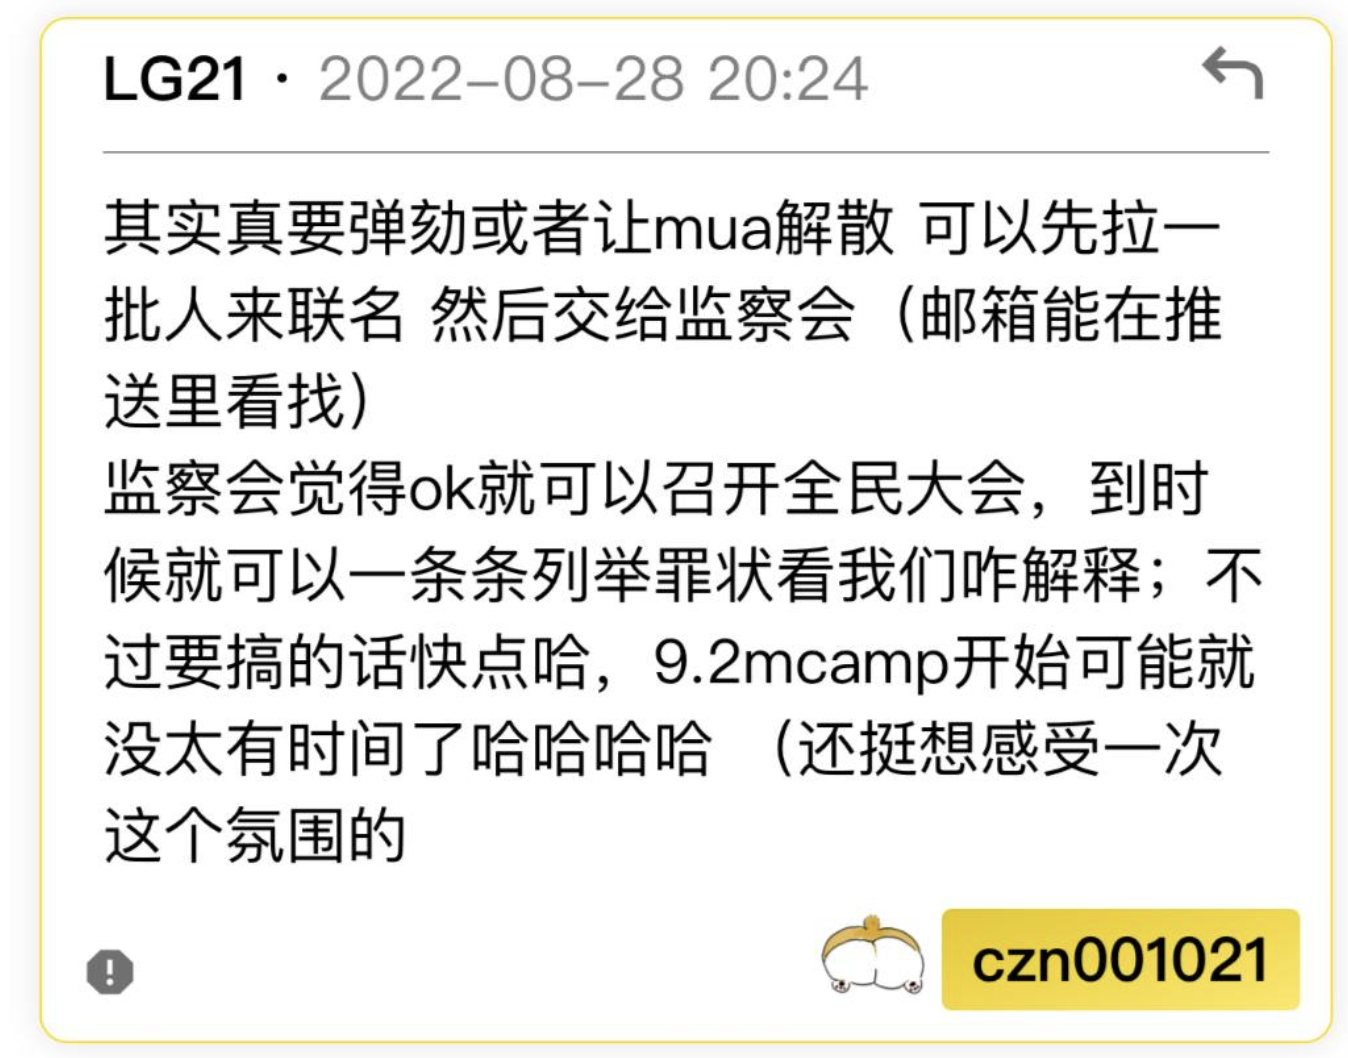 LG21 · 2022-08-28 20:24
其实真要弹劾或者让mua解散 可以先拉一
批人来联名 然后交给监察会（邮箱能在推
送里看找）
监察会觉得ok就可以召开全民大会，到时
候就可以一条条列举罪状看我们咋解释；不
过要搞的话快点哈，9.2mcamp开始可能就
没太有时间了哈哈哈哈 （还挺想感受一次
这个氛围的
czn001021